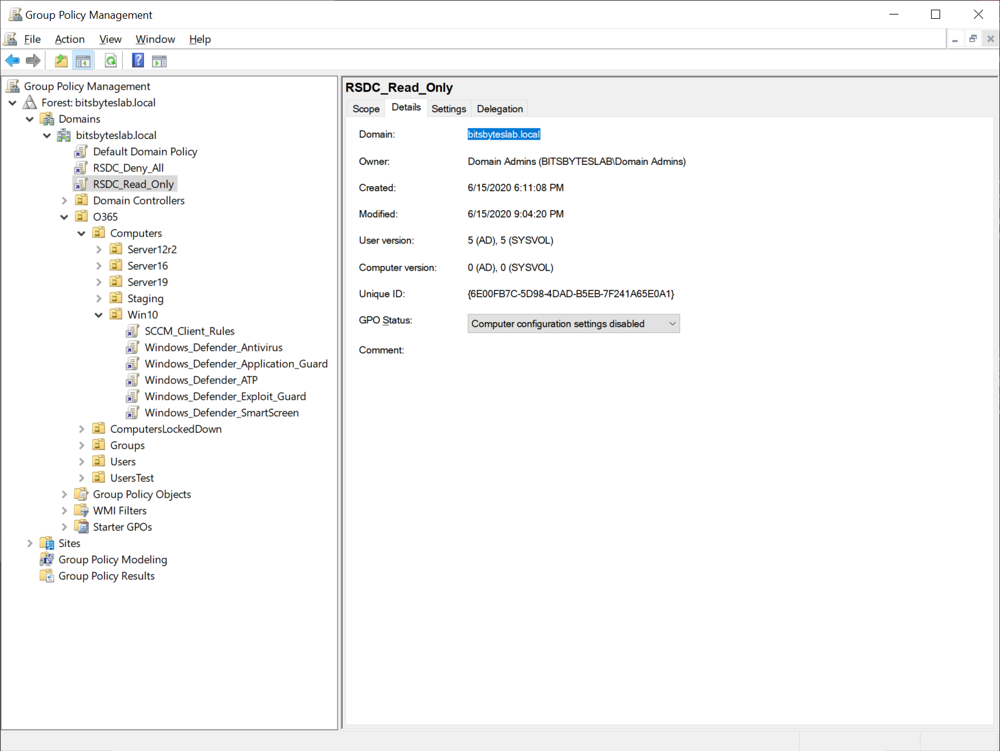 Group Policy Management
File Action View Window Help
Group Policy Management
Forest: bitsbyteslab.local
Domains
bitsbyteslab.local
Default Domain Policy
RSDC_Deny_All
RSDC_Read_Only
Domain Controllers
O365
Computers
Server12r2
Server16
Server19
Staging
Win10
SCCM_Client_Rules
Windows_Defender_Antivirus
Windows_Defender_Application_Guard
Windows_Defender_ATP
Windows_Defender_Exploit_Guard
Windows_Defender_SmartScreen
ComputersLockedDown
Groups
Users
UsersTest
Group Policy Objects
WMI Filters
Starter GPOs
Sites
Group Policy Modeling
Group Policy Results
RSDC_Read_Only
Scope Details Settings Delegation
Domain: bitsbyteslab.local
Owner: Domain Admins (BITSBYTESLAB\Domain Admins)
Created: 6/15/2020 6:11:08 PM
Modified: 6/15/2020 9:04:20 PM
User version: 5 (AD), 5 (SYSVOL)
Computer version: 0 (AD), 0 (SYSVOL)
Unique ID: {6E00FB7C-5D98-4DAD-B5EB-7F241A65E0A1}
GPO Status: Computer configuration settings disabled
Comment: